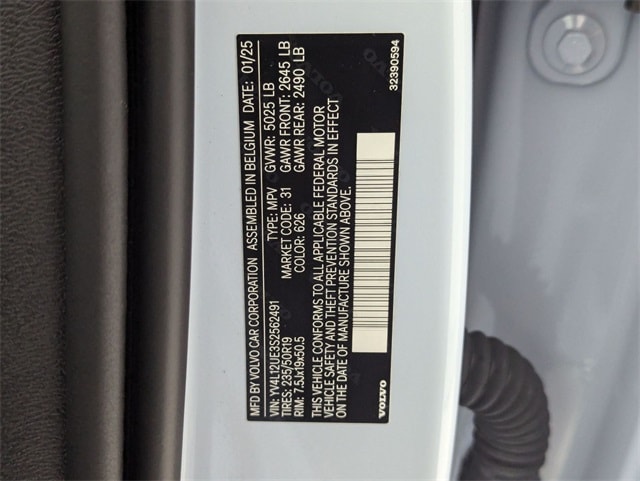 MFD BY VOLVO CAR CORPORATION ASSEMBLED IN BELGIUM DATE: 01/25
VIN: YV4L12UE3S2562491 TYPE: MPV GVWR: 5025 LB
TIRES: 235/50R19 MARKET CODE: 31 GAWR FRONT: 2645 LB
RIM: 7.5Jx19x50.5 COLOR: 626 GAWR REAR: 2490 LB
THIS VEHICLE CONFORMS TO ALL APPLICABLE FEDERAL MOTOR
VEHICLE SAFETY AND THEFT PREVENTION STANDARDS IN EFFECT
ON THE DATE OF MANUFACTURE SHOWN ABOVE.
VOLVO 32390594